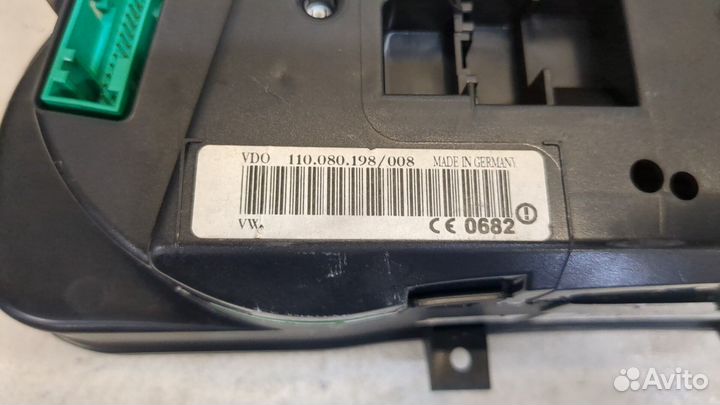 VDO 110.080.198/008 MADE IN GERMANY
VW.
CE 0682
Avito